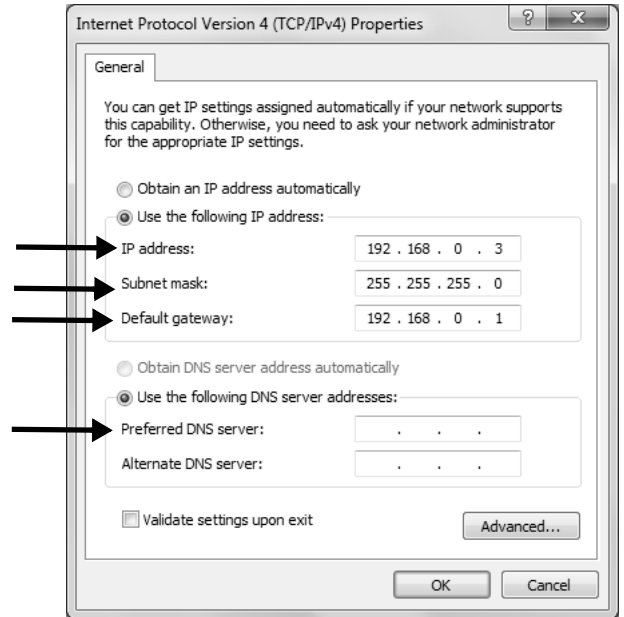 Internet Protocol Version 4 (TCP/IPv4) Properties
General
You can get IP settings assigned automatically if your network supports
this capability. Otherwise, you need to ask your network administrator
for the appropriate IP settings.
Obtain an IP address automatically
Use the following IP address:
IP address: 192 . 168 . 0 . 3
Subnet mask: 255 . 255 . 255 . 0
Default gateway: 192 . 168 . 0 . 1
Obtain DNS server address automatically
Use the following DNS server addresses:
Preferred DNS server: . . .
Alternate DNS server: . . .
Validate settings upon exit
Advanced...
OK Cancel